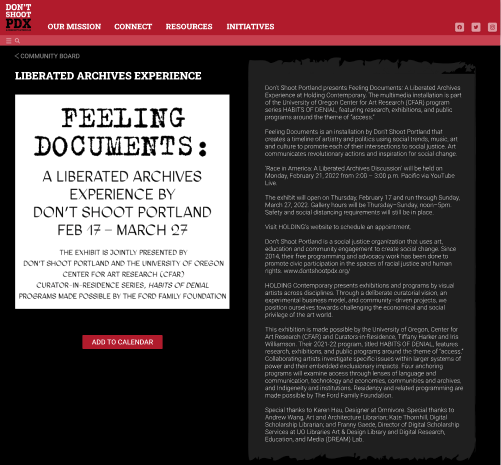 DON'T
SHOOT
PDX
OUR MISSION
CONNECT
RESOURCES
INITIATIVES
< COMMUNITY BOARD
LIBERATED ARCHIVES EXPERIENCE
FEELING
DOCUMENTS:
A LIBERATED ARCHIVES
EXPERIENCE BY
DON'T SHOOT PORTLAND
FEB 17 – MARCH 27
THE EXHIBIT IS JOINTLY PRESENTED BY
DON'T SHOOT PORTLAND AND THE UNIVERSITY OF OREGON
CENTER FOR ART RESEARCH (CFAR)
CURATOR-IN-RESIDENCE SERIES, HABITS OF DENIAL
PROGRAMS MADE POSSIBLE BY THE FORD FAMILY FOUNDATION
ADD TO CALENDAR
Don't Shoot Portland presents Feeling Documents: A Liberated Archives
Experience at Holding Contemporary. The multimedia installation is part
of the University of Oregon Center for Art Research (CFAR) program
series HABITS OF DENIAL, featuring research, exhibitions, and public
programs around the theme of "access."
Feeling Documents is an installation by Don't Shoot Portland that
creates a timeline of artistry and politics using social trends, music, art
and culture to promote each of their intersections to social justice. Art
communicates revolutionary actions and inspiration for social change.
'Race in America: A Liberated Archives Discussion' will be held on
Monday, February 21, 2022 from 2:00 – 3:00 p.m. Pacific via YouTube
Live.
The exhibition will open on Thursday, February 17 and run through Sunday,
March 27, 2022. Gallery hours will be Thursday–Sunday, noon–5pm.
Safety and social distancing requirements will still be in place.
Visit HOLDING's website to schedule an appointment.
Don't Shoot Portland is a social justice organization that uses art,
education and community engagement to create social change. Since
2014, their free programming and advocacy work has been done to
promote civic participation in the spaces of racial justice and human
rights. www.dontshootpdx.org/
HOLDING Contemporary presents exhibitions and programs by visual
artists across disciplines. Through a deliberate curatorial vision, an
experimental business model, and community-driven projects, we
position ourselves towards challenging the economical and social
privilege of the art world.
This exhibition is made possible by the University of Oregon, Center for
Art Research (CFAR) and Curators-in-Residence, Tiffany Harker and Iris
Williamson. Their 2021-22 program, titled HABITS OF DENIAL, features
research, exhibitions, and public programs around the theme of "access."
Collaborating artists investigate specific issues within larger systems of
power and their embedded exclusionary impacts. Four anchoring
programs will examine access through lenses of language and
communication, technology and economies, communities and archives,
and Indigeneity and institutions. Residency and related programming are
made possible by The Ford Family Foundation.
Special thanks to Karen Hsu, Designer at Omnivore. Special thanks to
Andrew Wang, Art and Architecture Librarian; Kate Thornhill, Digital
Scholarship Librarian; and Franny Gaede, Director of Digital Scholarship
Services at UO Libraries Art & Design Library and Digital Research,
Education, and Media (DREAM) Lab.